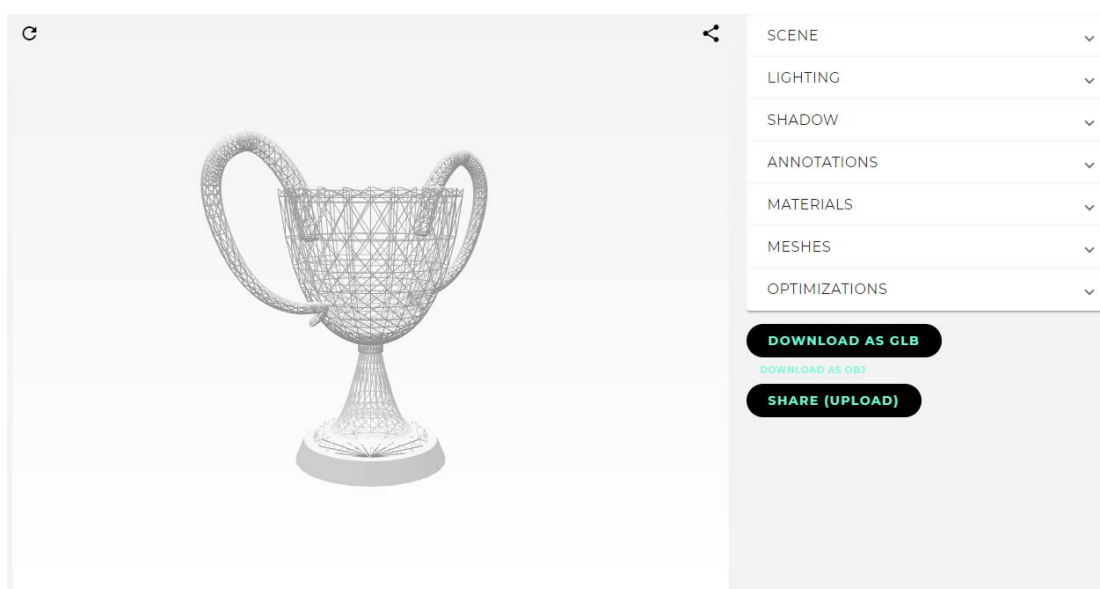 SCENE
LIGHTING
SHADOW
ANNOTATIONS
MATERIALS
MESHES
OPTIMIZATIONS
DOWNLOAD AS GLB
DOWNLOAD AS OBJ
SHARE (UPLOAD)